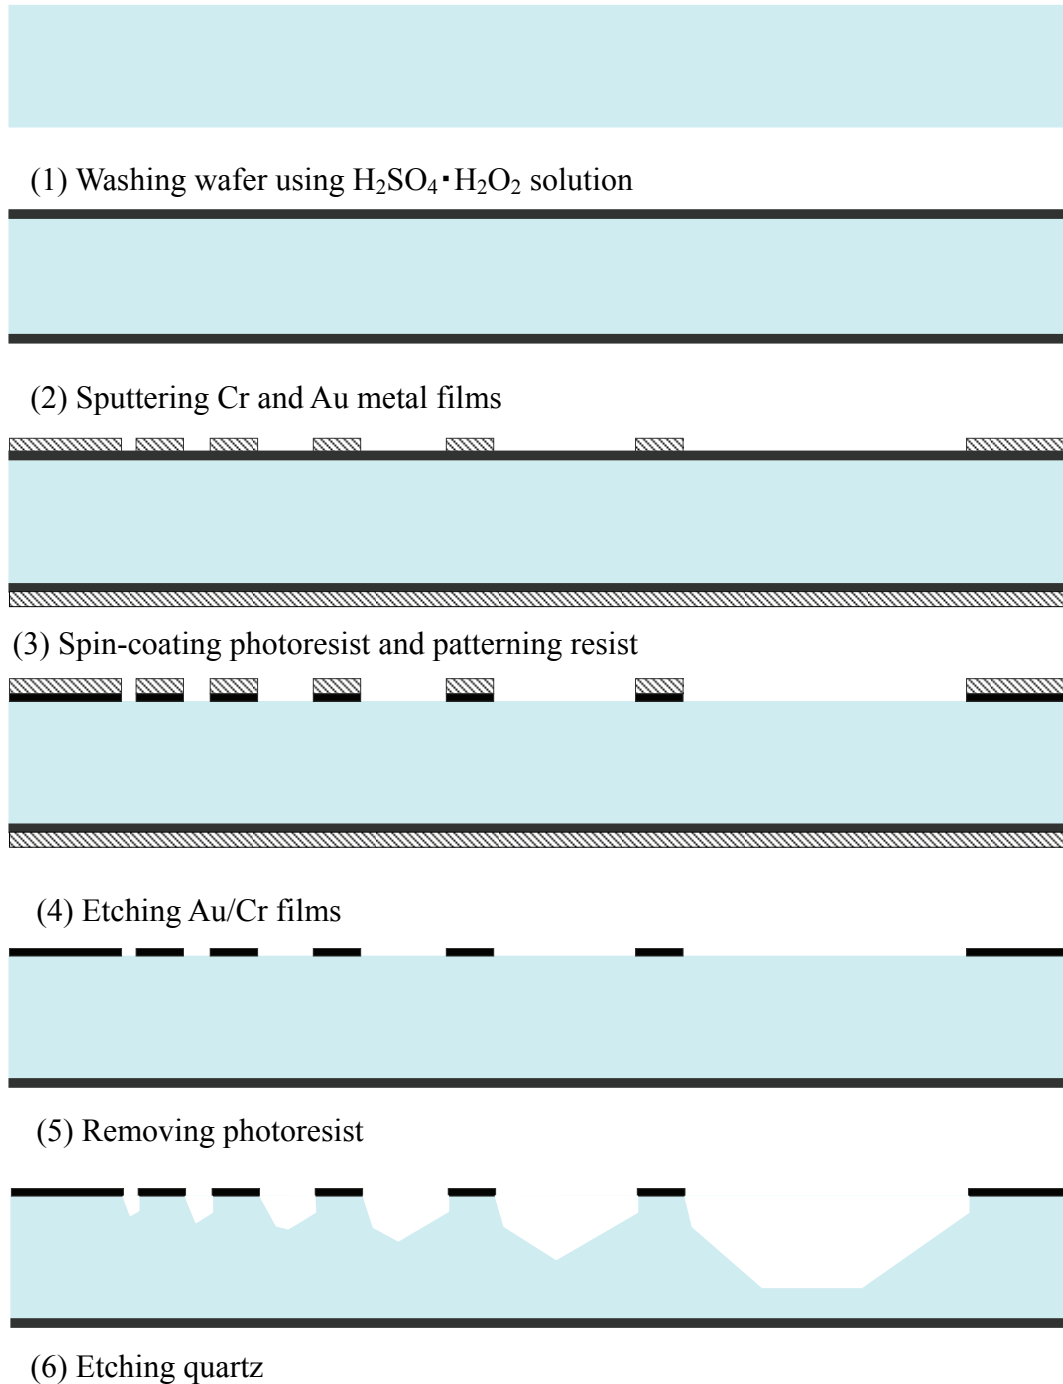 (1) Washing wafer using H₂SO₄・H₂O₂ solution
(2) Sputtering Cr and Au metal films
(3) Spin-coating photoresist and patterning resist
(4) Etching Au/Cr films
(5) Removing photoresist
(6) Etching quartz